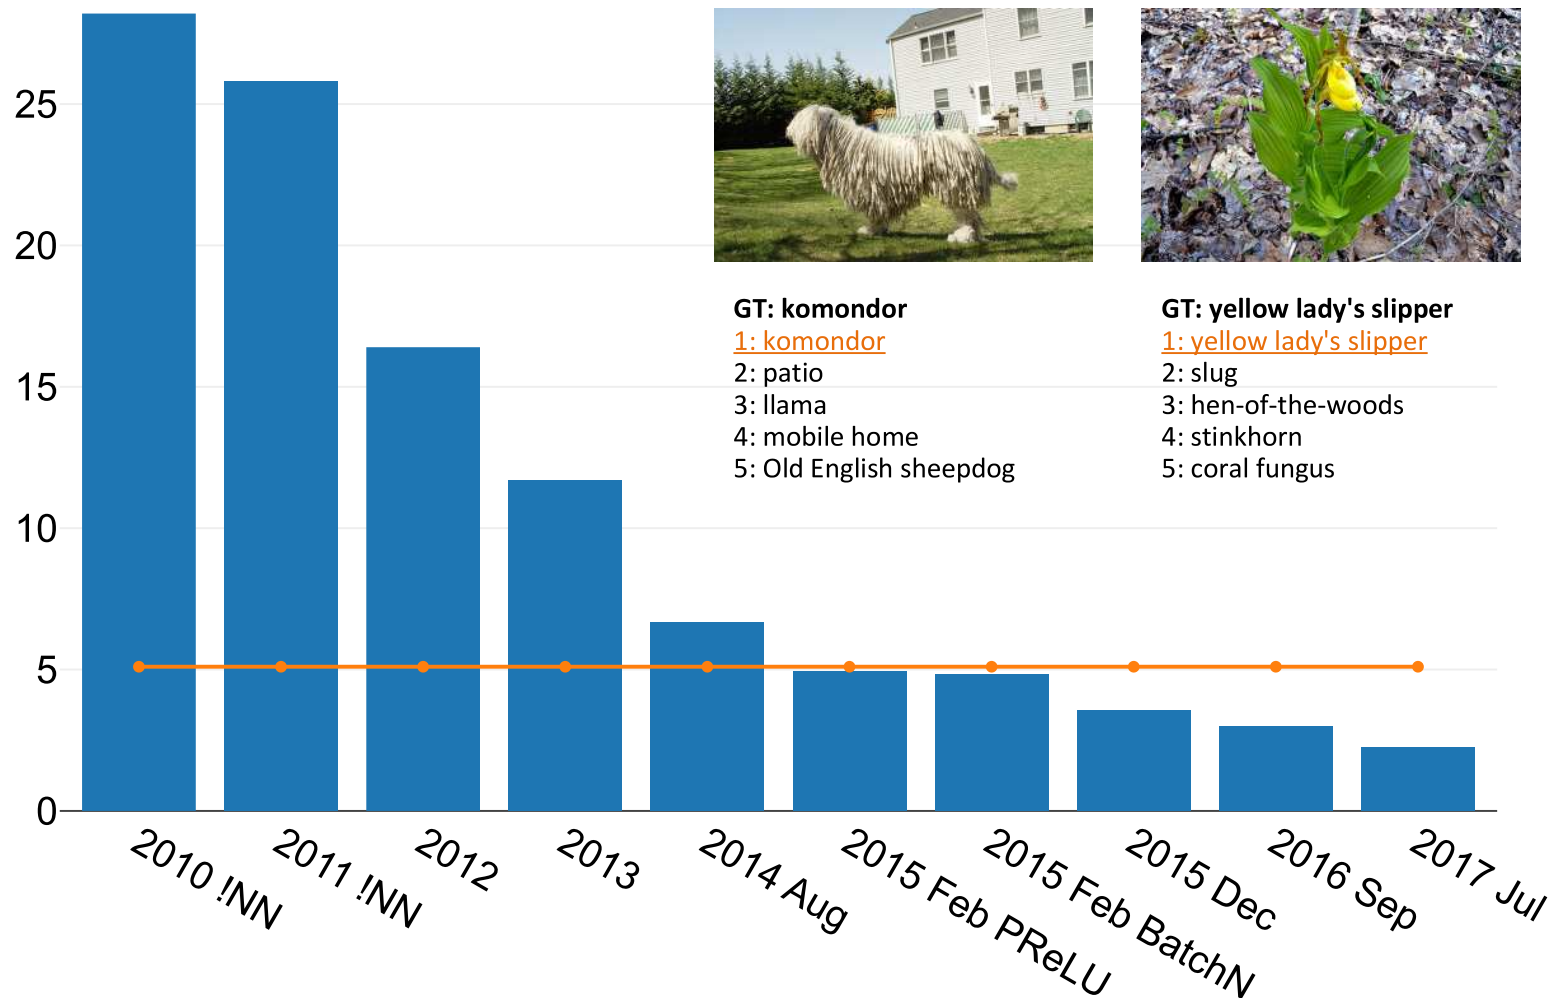 25
20
15
10
5
0
GT: komondor
1: komondor
2: patio
3: llama
4: mobile home
5: Old English sheepdog
GT: yellow lady's slipper
1: yellow lady's slipper
2: slug
3: hen-of-the-woods
4: stinkhorn
5: coral fungus
2010 !NN
2011 !NN
2012
2013
2014 Aug
2015 Feb PReLU
2015 Feb BatchN
2015 Dec
2016 Sep
2017 Jul